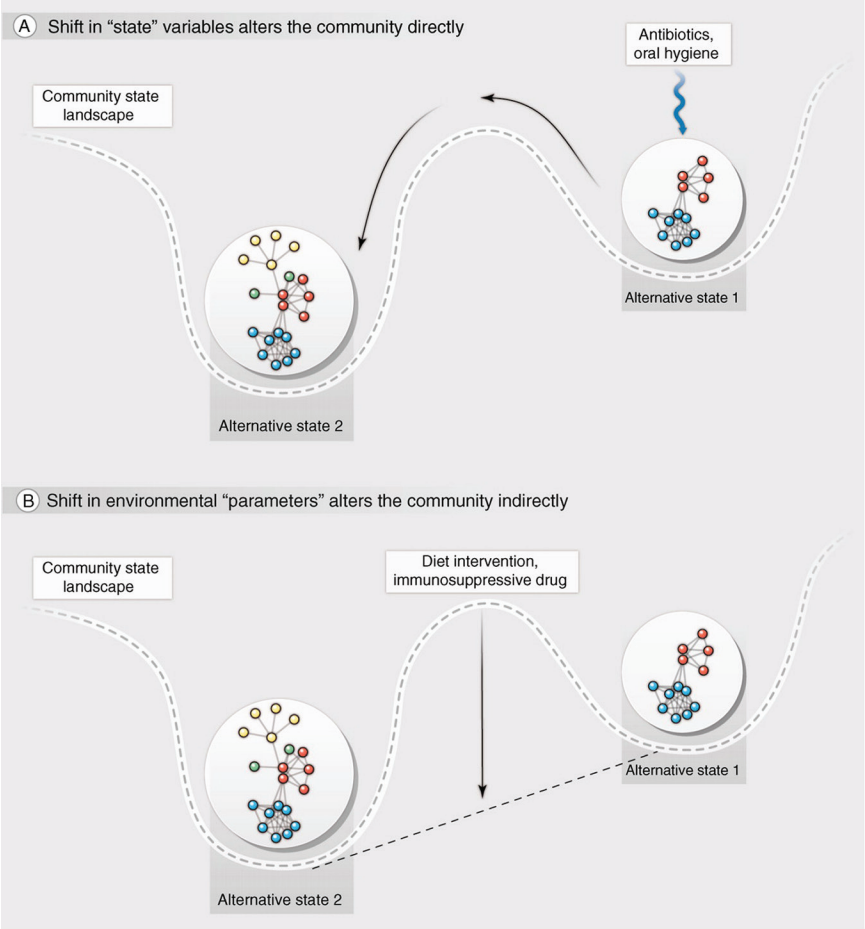 A Shift in “state” variables alters the community directly
Antibiotics,
oral hygiene
Community state
landscape
Alternative state 1
Alternative state 2
B Shift in environmental “parameters” alters the community indirectly
Diet intervention,
immunosuppressive drug
Community state
landscape
Alternative state 1
Alternative state 2